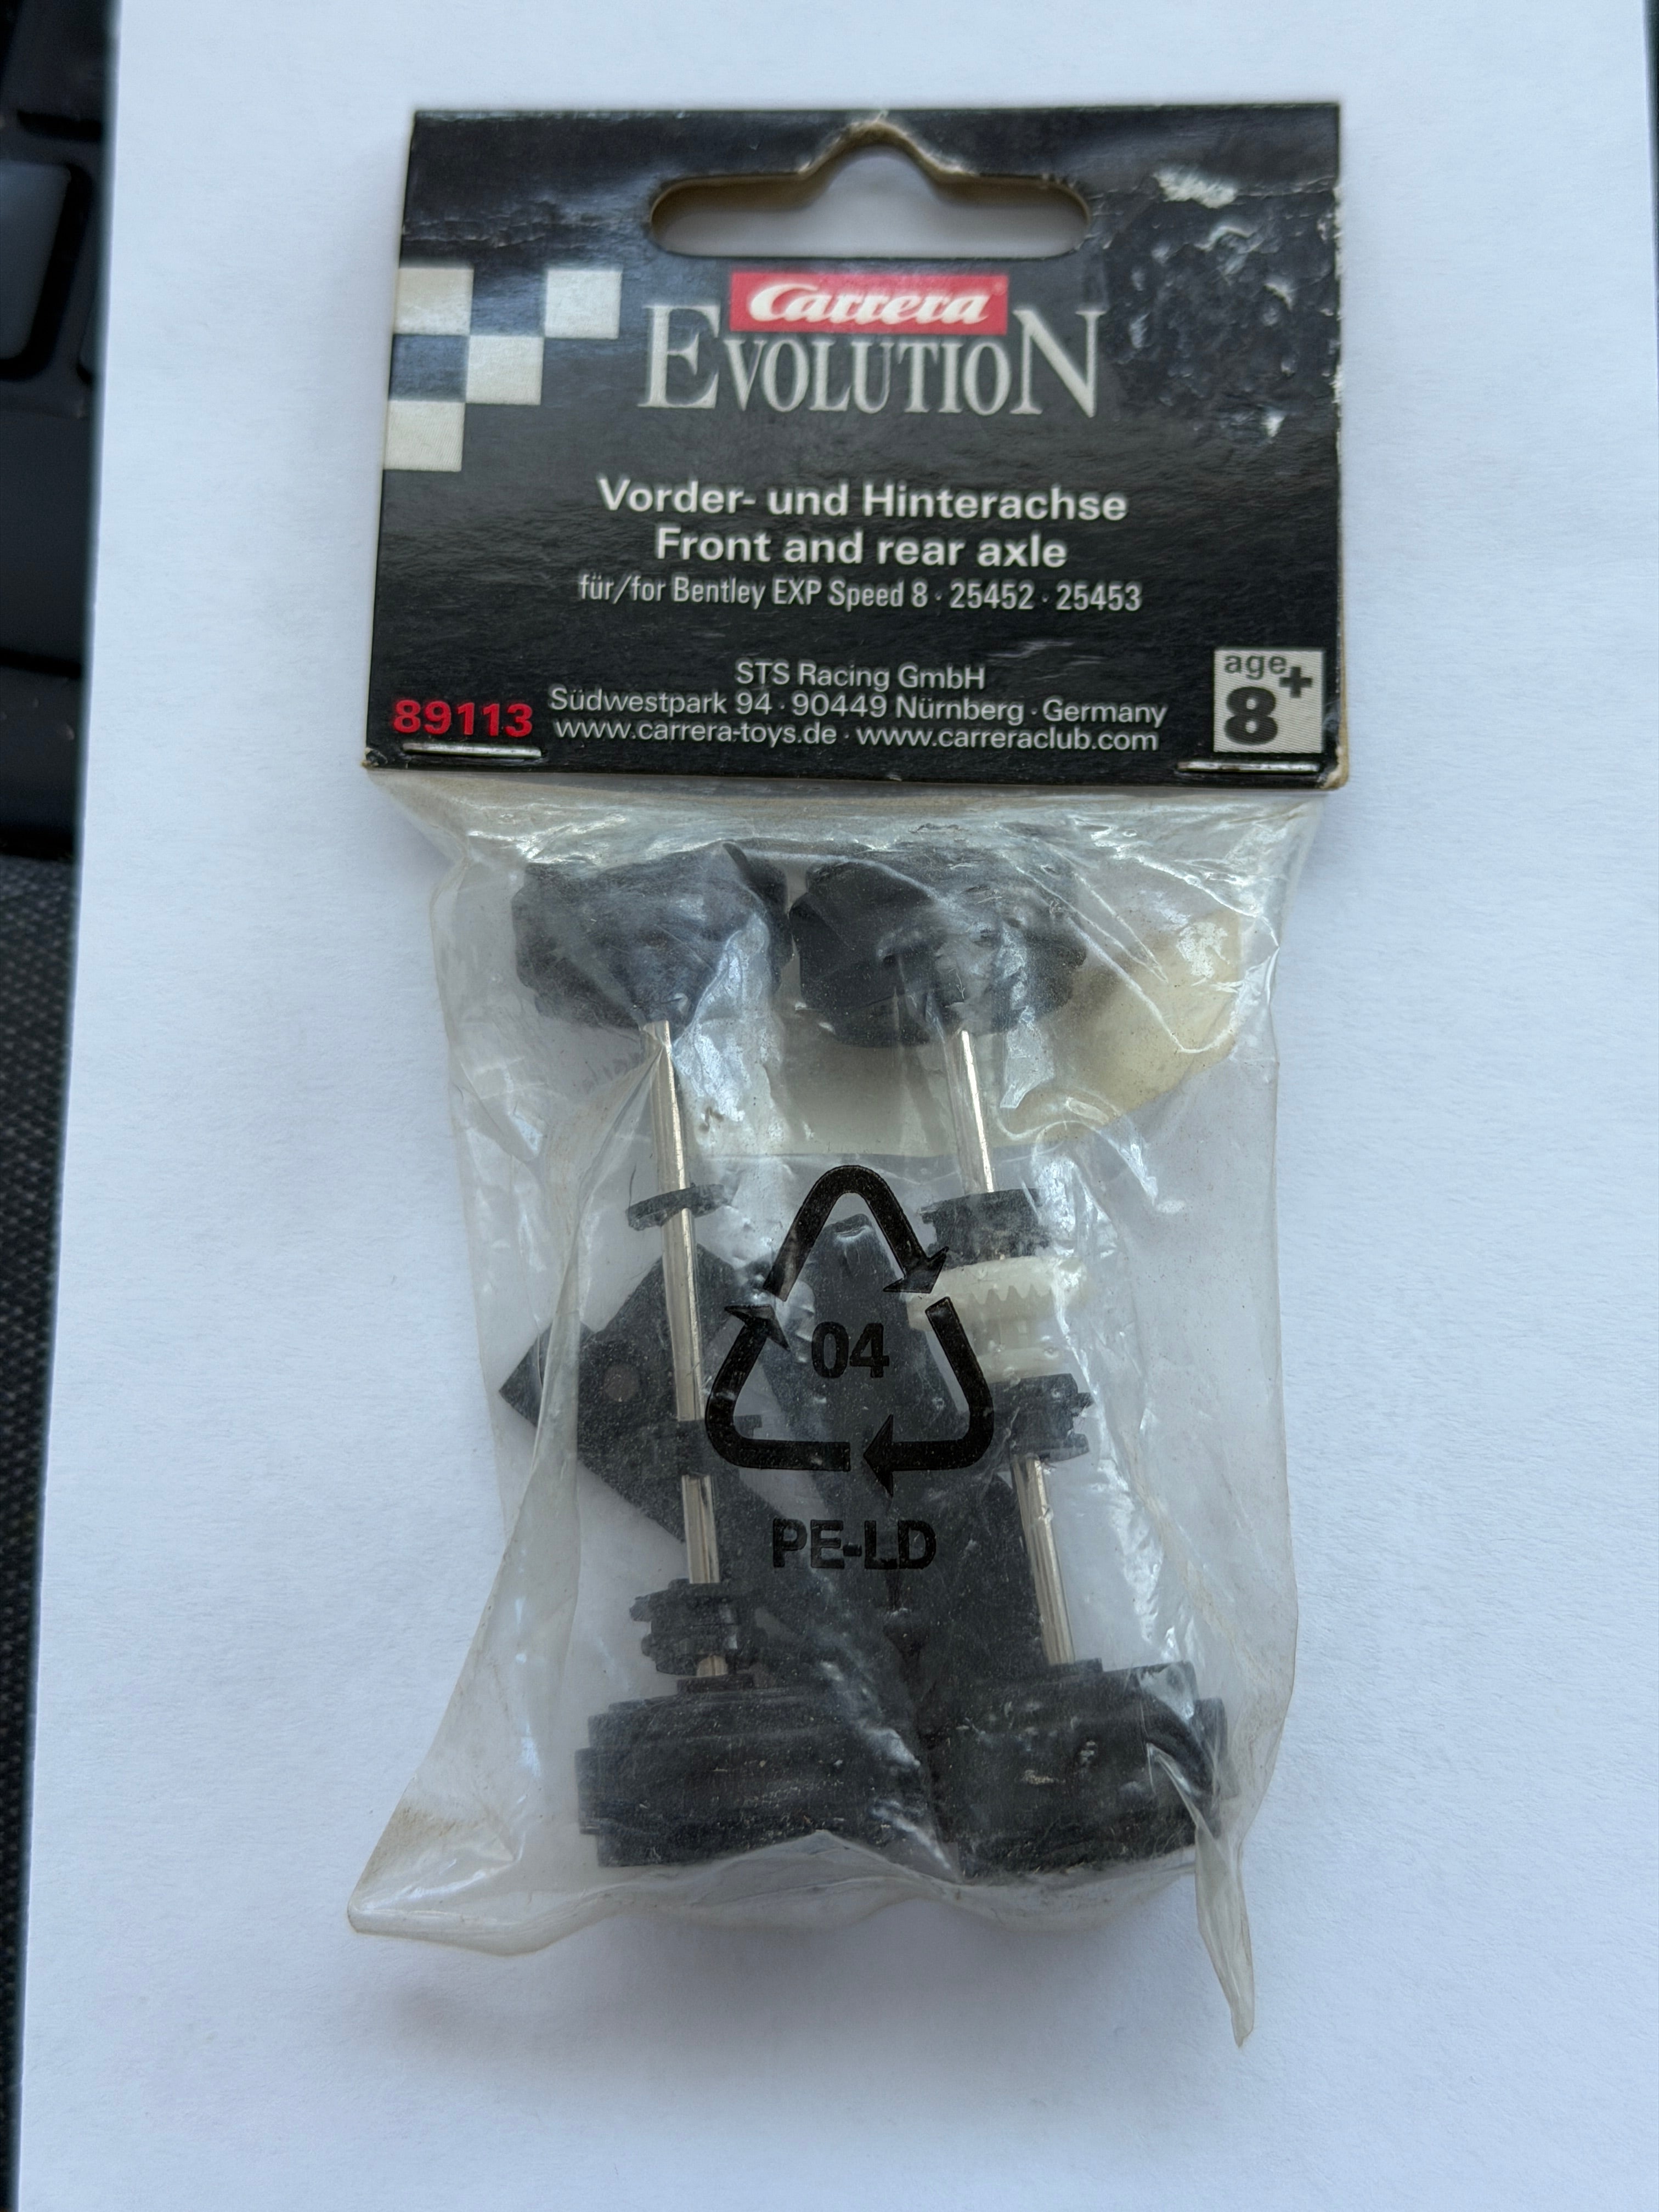 Carrera
EVOLUTION
Vorder- und Hinterachse
Front and rear axle
für/for Bentley EXP Speed 8 · 25452 · 25453
STS Racing GmbH
Südwestpark 94 · 90449 Nürnberg · Germany
www.carrera-toys.de · www.carreraclub.com
89113
age
8+
04
PE-LD